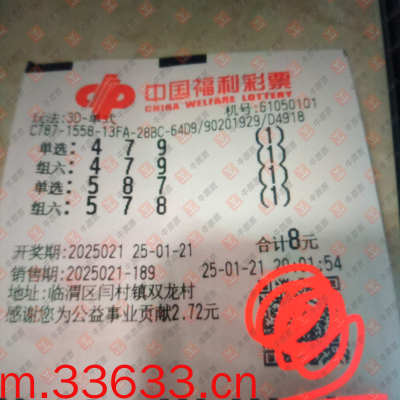 中国福利彩票
CHINA WELFARE LOTTERY
玩法:3D-单式 机号:61050101
C787-1558-13FA-28BC-64D9/90201929/D4918
单选: 4 7 9 (1)
组六: 4 7 9 (1)
单选: 5 8 7 (1)
组六: 5 7 8 (1)
开奖期:2025021 25-01-21 合计8元
销售期:2025021-189 25-01-21 20:01:54
地址:临渭区闫村镇双龙村
感谢您为公益事业贡献2.72元
m.33633.cn